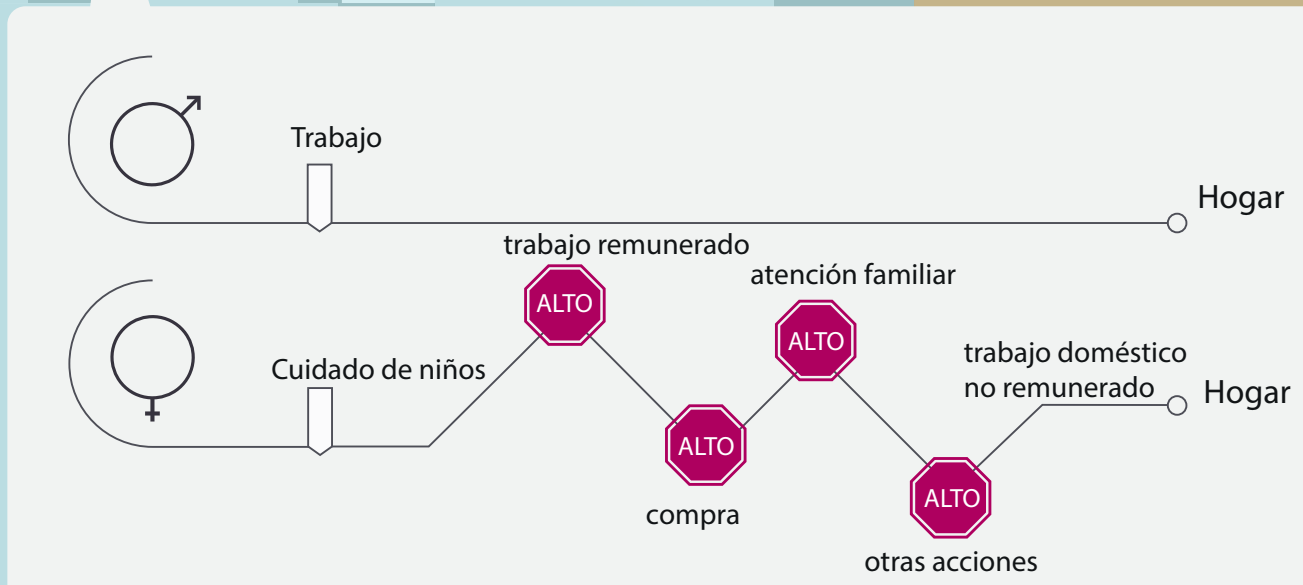 Trabajo
Hogar
trabajo remunerado
ALTO
atención familiar
ALTO
Cuidado de niños
trabajo doméstico
no remunerado
Hogar
ALTO
compra
ALTO
otras acciones